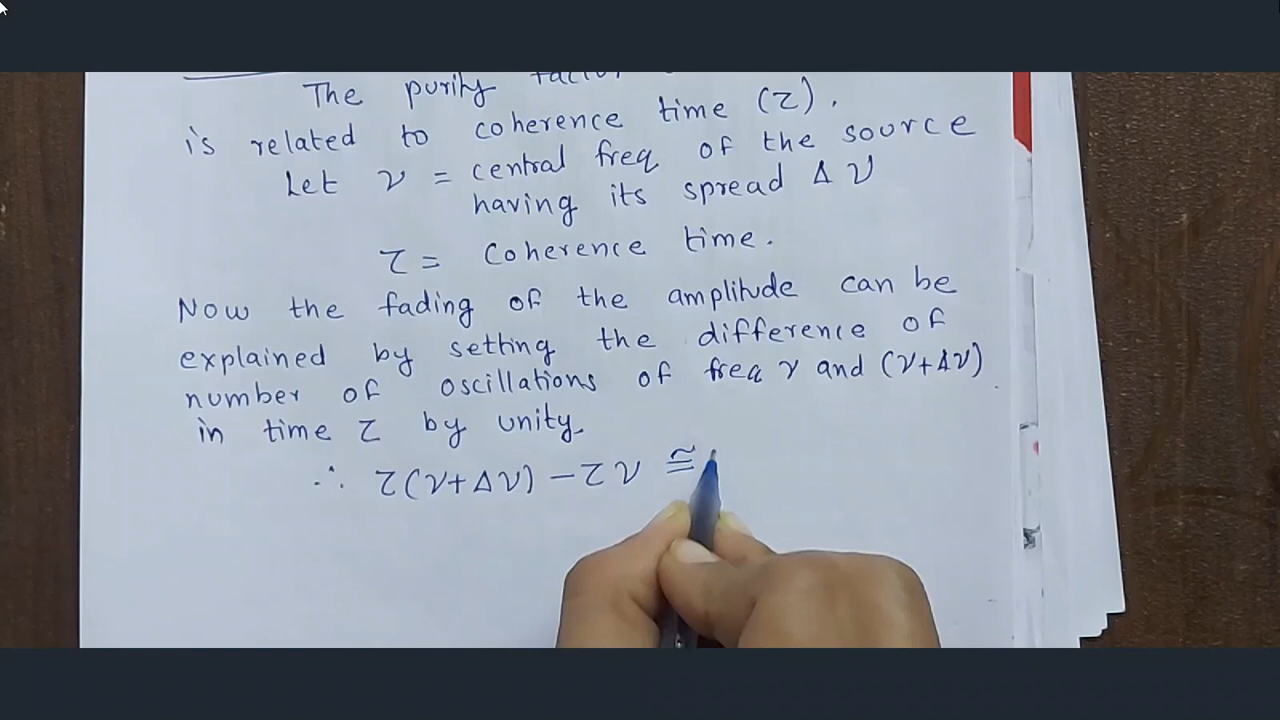 The purity factor
is related to coherence time (τ).
Let ν = central freq of the source
having its spread Δν
τ = Coherence time.
Now the fading of the amplitude can be
explained by setting the difference of
number of oscillations of freq ν and (ν+Δν)
in time τ by unity.
∴ τ(ν+Δν) – τν ≅